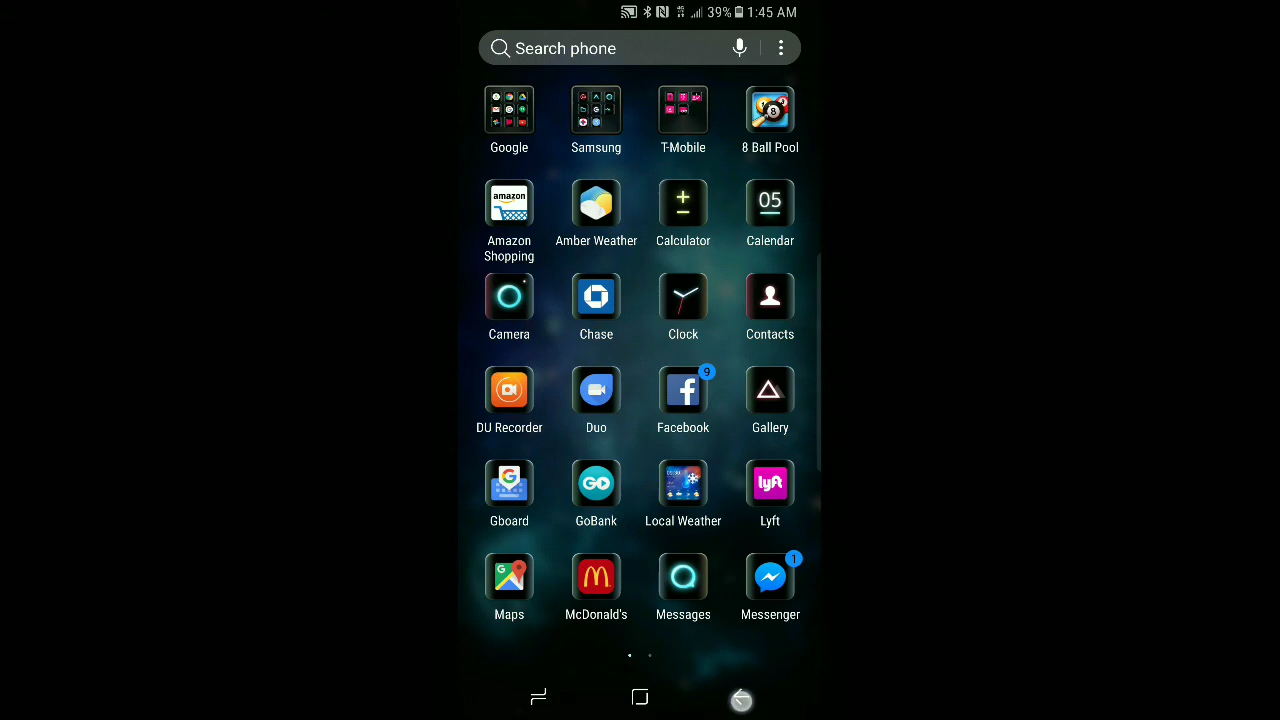 39% 1:45 AM
Search phone
Google Samsung T-Mobile 8 Ball Pool
amazon 05
Amazon Shopping Amber Weather Calculator Calendar
Camera Chase Clock Contacts
9
DU Recorder Duo Facebook Gallery
G GO lyft
Gboard GoBank Local Weather Lyft
1
Maps McDonald's Messages Messenger